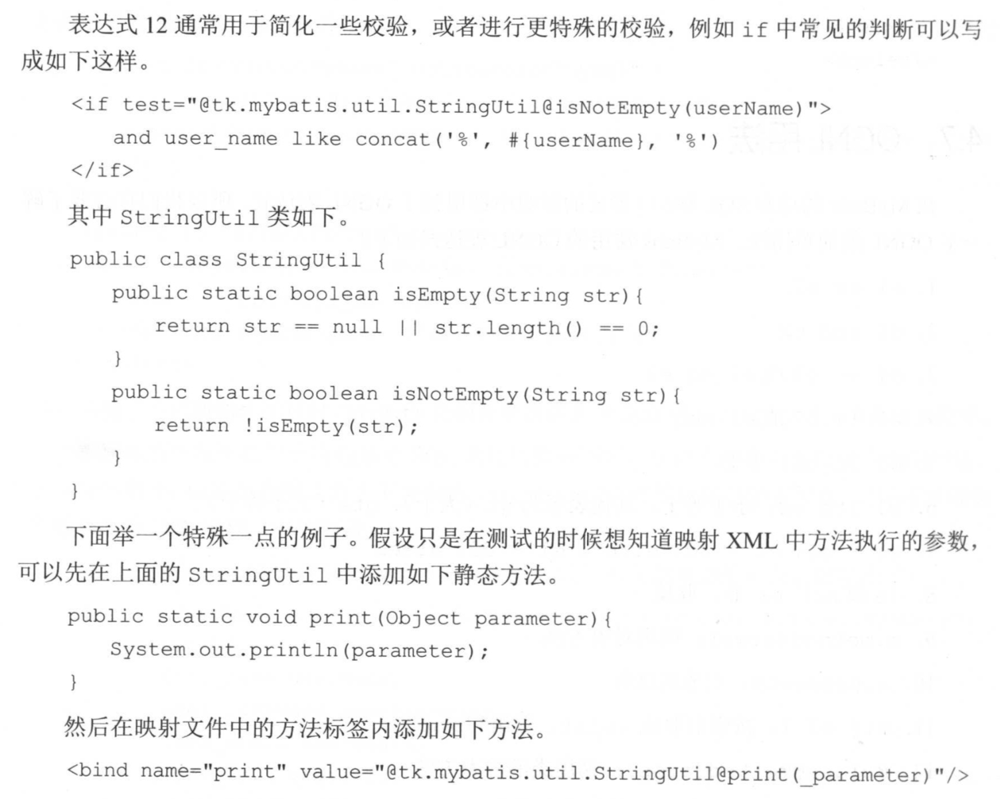 表达式 12 通常用于简化一些校验，或者进行更特殊的校验，例如 if 中常见的判断可以写
成如下这样。
<if test="@tk.mybatis.util.StringUtil@isNotEmpty(userName)">
and user_name like concat('%', #{userName}, '%')
</if>
其中 StringUtil 类如下。
public class StringUtil {
public static boolean isEmpty(String str){
return str == null || str.length() == 0;
}
public static boolean isNotEmpty(String str){
return !isEmpty(str);
}
}
下面举一个特殊一点的例子。假设只是在测试的时候想知道映射 XML 中方法执行的参数，
可以先在上面的 StringUtil 中添加如下静态方法。
public static void print(Object parameter){
System.out.println(parameter);
}
然后在映射文件中的方法标签内添加如下方法。
<bind name="print" value="@tk.mybatis.util.StringUtil@print(_parameter)"/>